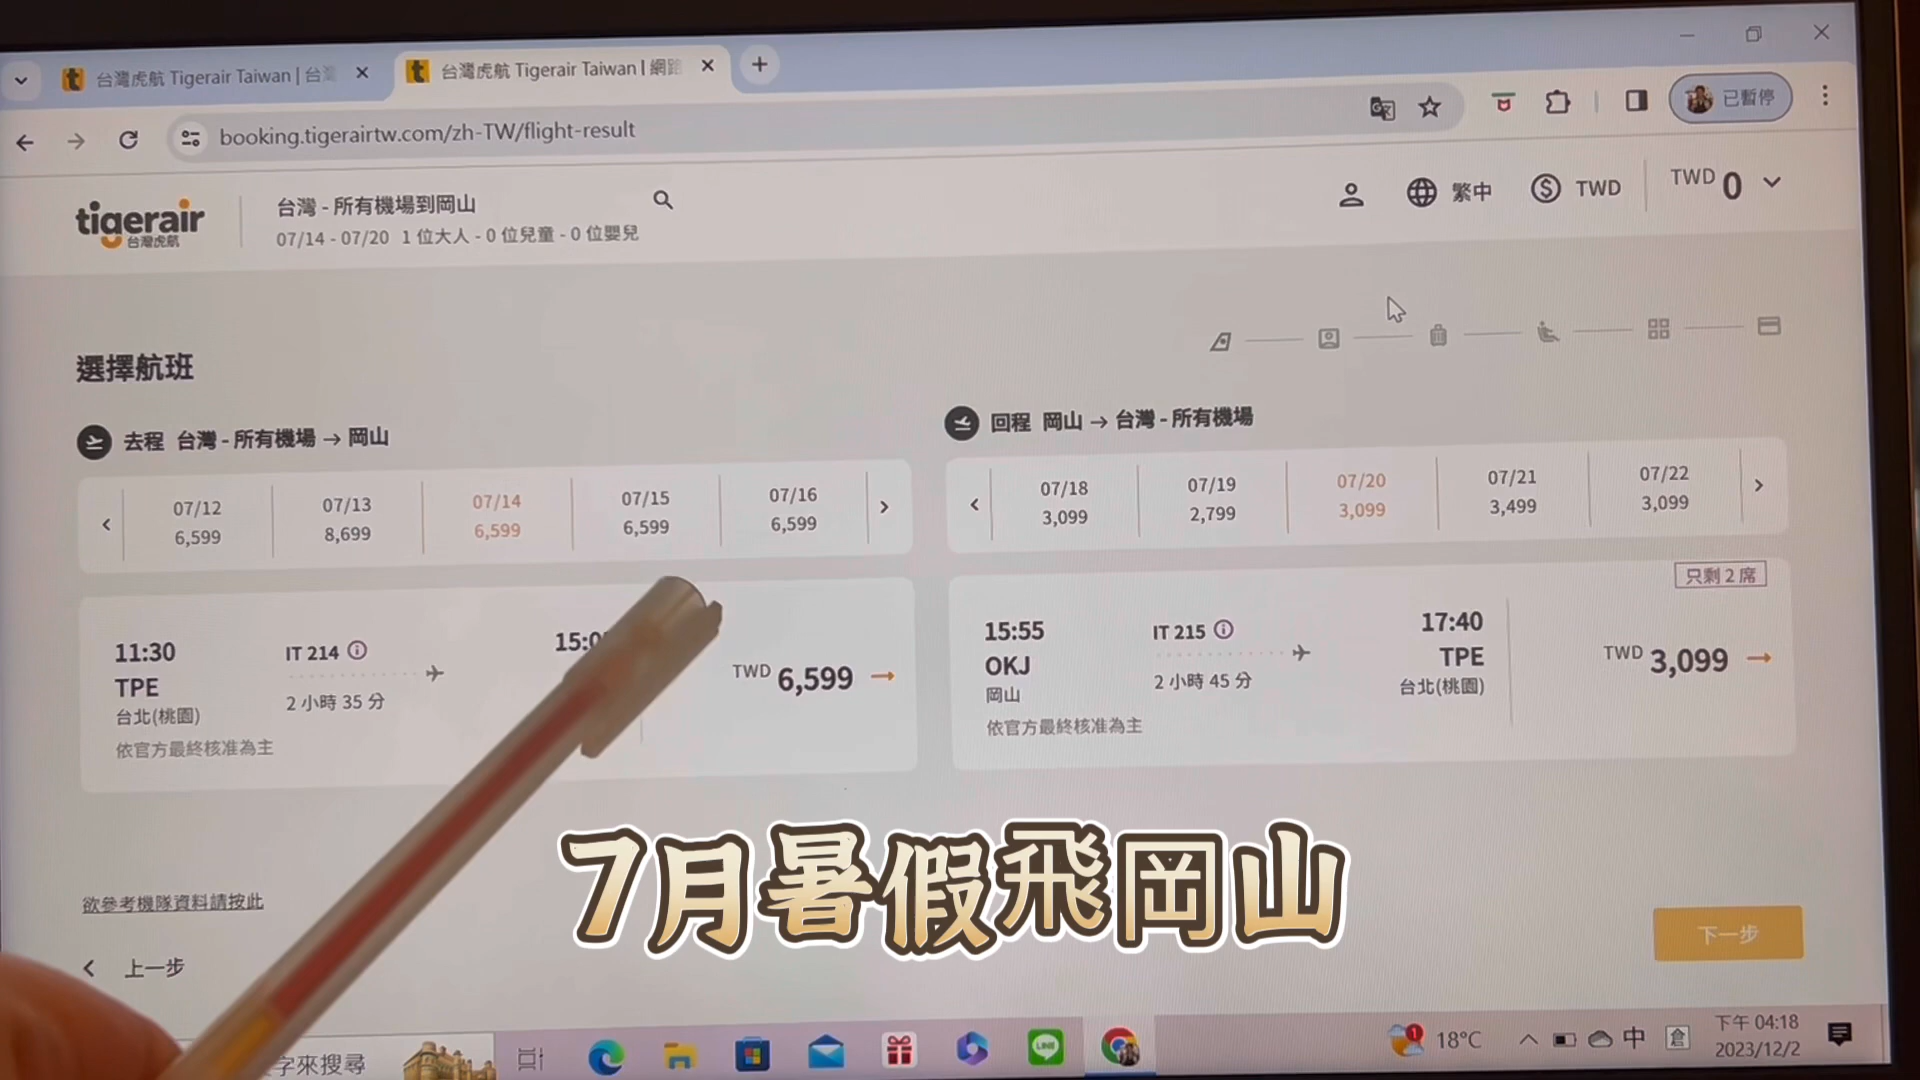 台灣虎航 Tigerair Taiwan | 台灣
台灣虎航 Tigerair Taiwan | 網路
booking.tigerairtw.com/zh-TW/flight-result
已暫停
tigerair
台灣虎航
台灣 - 所有機場到岡山
07/14 - 07/20 1 位大人 - 0 位兒童 - 0 位嬰兒
繁中
TWD
TWD 0
選擇航班
去程 台灣 - 所有機場 → 岡山
07/12
6,599
07/13
8,699
07/14
6,599
07/15
6,599
07/16
6,599
11:30
TPE
台北(桃園)
依官方最終核准為主
IT 214
2 小時 35 分
15:0
TWD 6,599
回程 岡山 → 台灣 - 所有機場
07/18
3,099
07/19
2,799
07/20
3,099
07/21
3,499
07/22
3,099
只剩 2 席
15:55
OKJ
岡山
依官方最終核准為主
IT 215
2 小時 45 分
17:40
TPE
台北(桃園)
TWD 3,099
7月暑假飛岡山
欲參考機隊資料請按此
上一步
下一步
字來搜尋
LINE
1
18°C
中
倉
下午 04:18
2023/12/2